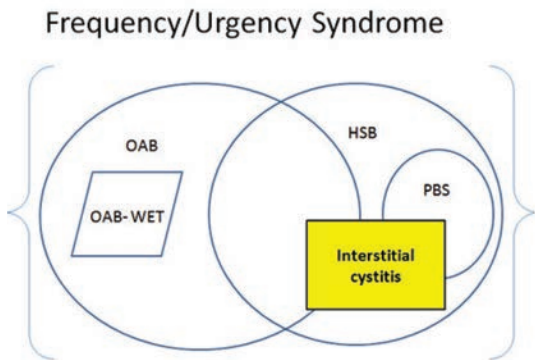 Frequency/Urgency Syndrome
OAB
HSB
OAB- WET
PBS
Interstitial
cystitis